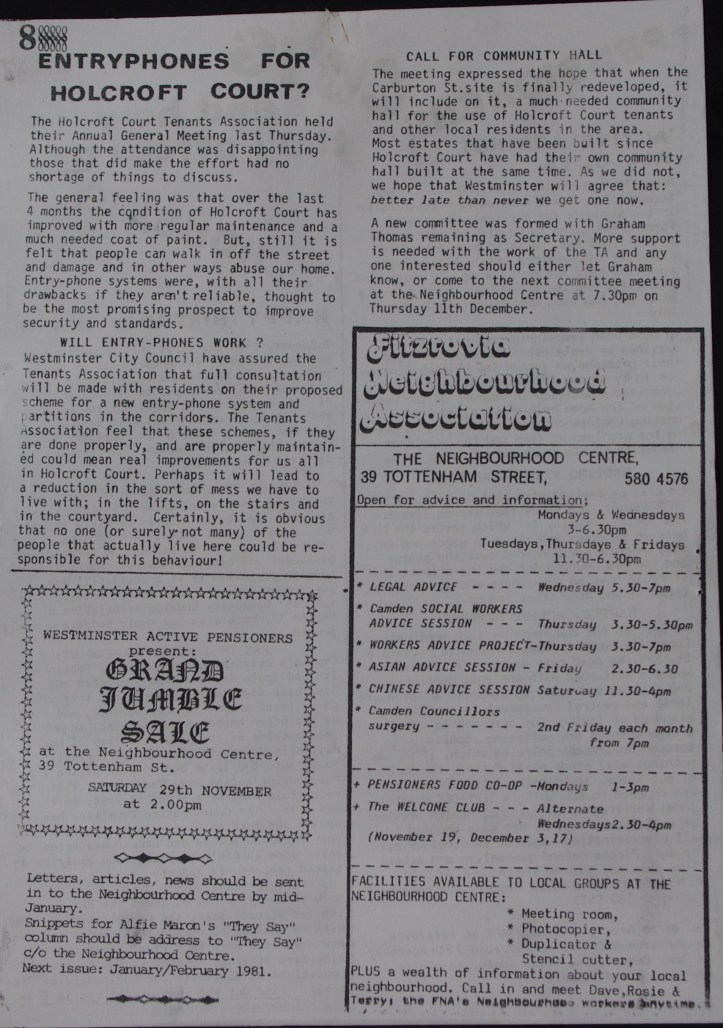 8
ENTRYPHONES FOR
HOLCROFT COURT?
The Holcroft Court Tenants Association held
their Annual General Meeting last Thursday.
Although the attendance was disappointing
those that did make the effort had no
shortage of things to discuss.
The general feeling was that over the last
4 months the condition of Holcroft Court has
improved with more regular maintenance and a
much needed coat of paint. But, still it is
felt that people can walk in off the street
and damage and in other ways abuse our home.
Entry-phone systems were, with all their
drawbacks if they aren't reliable, thought to
be the most promising prospect to improve
security and standards.
WILL ENTRY-PHONES WORK ?
Westminster City Council have assured the
Tenants Association that full consultation
will be made with residents on their proposed
scheme for a new entry-phone system and
partitions in the corridors. The Tenants
Association feel that these schemes, if they
are done properly, and are properly maintain-
ed could mean real improvements for us all
in Holcroft Court. Perhaps it will lead to
a reduction in the sort of mess we have to
live with; in the lifts, on the stairs and
in the courtyard. Certainly, it is obvious
that no one (or surely not many) of the
people that actually live here could be re-
sponsible for this behaviour!
WESTMINSTER ACTIVE PENSIONERS
present:
GRAND
JUMBLE
SALE
at the Neighbourhood Centre,
39 Tottenham St.
SATURDAY 29th NOVEMBER
at 2.00pm
Letters, articles, news should be sent
in to the Neighbourhood Centre by mid-
January.
Snippets for Alfie Maron's "They Say"
column should be address to "They Say"
c/o the Neighbourhood Centre.
Next issue: January/February 1981.
CALL FOR COMMUNITY HALL
The meeting expressed the hope that when the
Carburton St.site is finally redeveloped, it
will include on it, a much needed community
hall for the use of Holcroft Court tenants
and other local residents in the area.
Most estates that have been built since
Holcroft Court have had their own community
hall built at the same time. As we did not,
we hope that Westminster will agree that:
better late than never we get one now.
A new committee was formed with Graham
Thomas remaining as Secretary. More support
is needed with the work of the TA and any
one interested should either let Graham
know, or come to the next committee meeting
at the Neighbourhood Centre at 7.30pm on
Thursday 11th December.
Fitzrovia
Neighbourhood
Association
THE NEIGHBOURHOOD CENTRE,
39 TOTTENHAM STREET, 580 4576
Open for advice and information:
Mondays & Wednesdays
3-6.30pm
Tuesdays,Thursdays & Fridays
11.30-6.30pm
* LEGAL ADVICE - - - - Wednesday 5.30-7pm
* Camden SOCIAL WORKERS
ADVICE SESSION - - - Thursday 3.30-5.30pm
* WORKERS ADVICE PROJECT-Thursday 3.30-7pm
* ASIAN ADVICE SESSION - Friday 2.30-6.30
* CHINESE ADVICE SESSION Saturday 11.30-4pm
* Camden Councillors
surgery - - - - - - - 2nd Friday each month
from 7pm
+ PENSIONERS FOOD CO-OP -Mondays 1-3pm
+ The WELCOME CLUB - - - Alternate
Wednesdays2.30-4pm
(November 19, December 3,17)
FACILITIES AVAILABLE TO LOCAL GROUPS AT THE
NEIGHBOURHOOD CENTRE:
* Meeting room,
* Photocopier,
* Duplicator &
Stencil cutter,
PLUS a wealth of information about your local
neighbourhood. Call in and meet Dave,Rosie &
Terry; the FNA's Neighbourhood workers anytime.